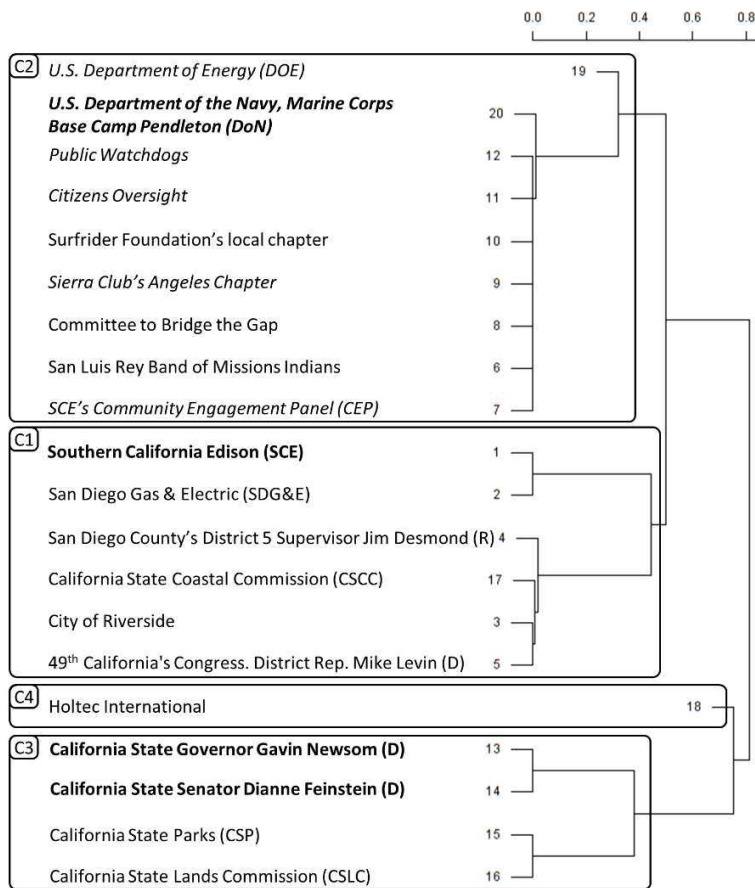 0.0 0.2 0.4 0.6 0.8
C2
U.S. Department of Energy (DOE) 19
U.S. Department of the Navy, Marine Corps
Base Camp Pendleton (DoN) 20
Public Watchdogs 12
Citizens Oversight 11
Surfrider Foundation's local chapter 10
Sierra Club's Angeles Chapter 9
Committee to Bridge the Gap 8
San Luis Rey Band of Missions Indians 6
SCE's Community Engagement Panel (CEP) 7
C1
Southern California Edison (SCE) 1
San Diego Gas & Electric (SDG&E) 2
San Diego County's District 5 Supervisor Jim Desmond (R) 4
California State Coastal Commission (CSCC) 17
City of Riverside 3
49th California's Congress. District Rep. Mike Levin (D) 5
C4
Holtec International 18
C3
California State Governor Gavin Newsom (D) 13
California State Senator Dianne Feinstein (D) 14
California State Parks (CSP) 15
California State Lands Commission (CSLC) 16